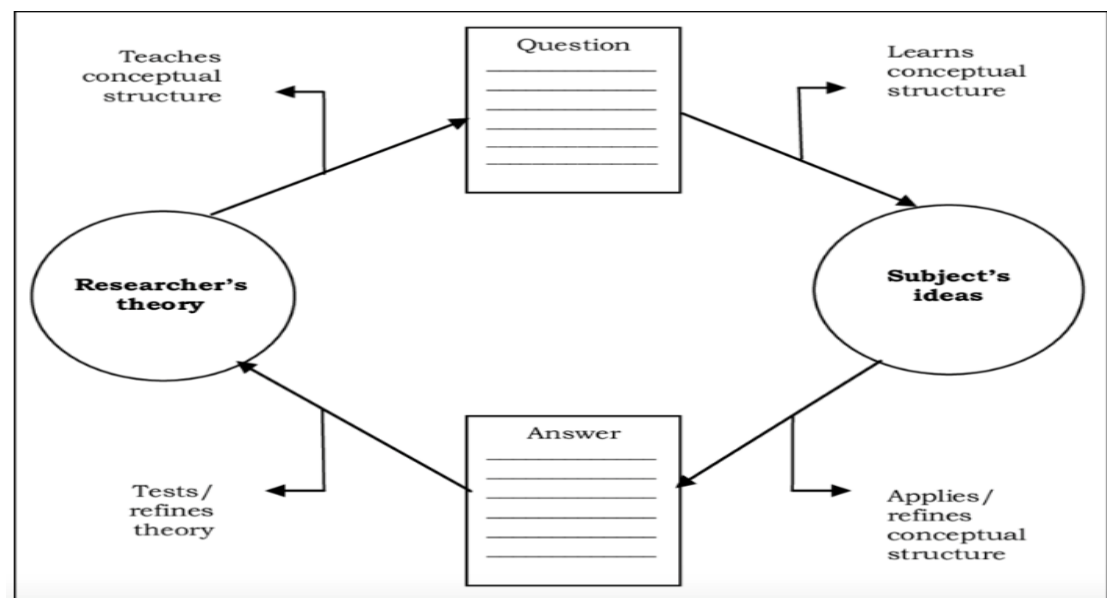 Teaches
conceptual
structure
Question
Learns
conceptual
structure
Researcher's
theory
Subject's
ideas
Tests/
refines
theory
Answer
Applies/
refines
conceptual
structure